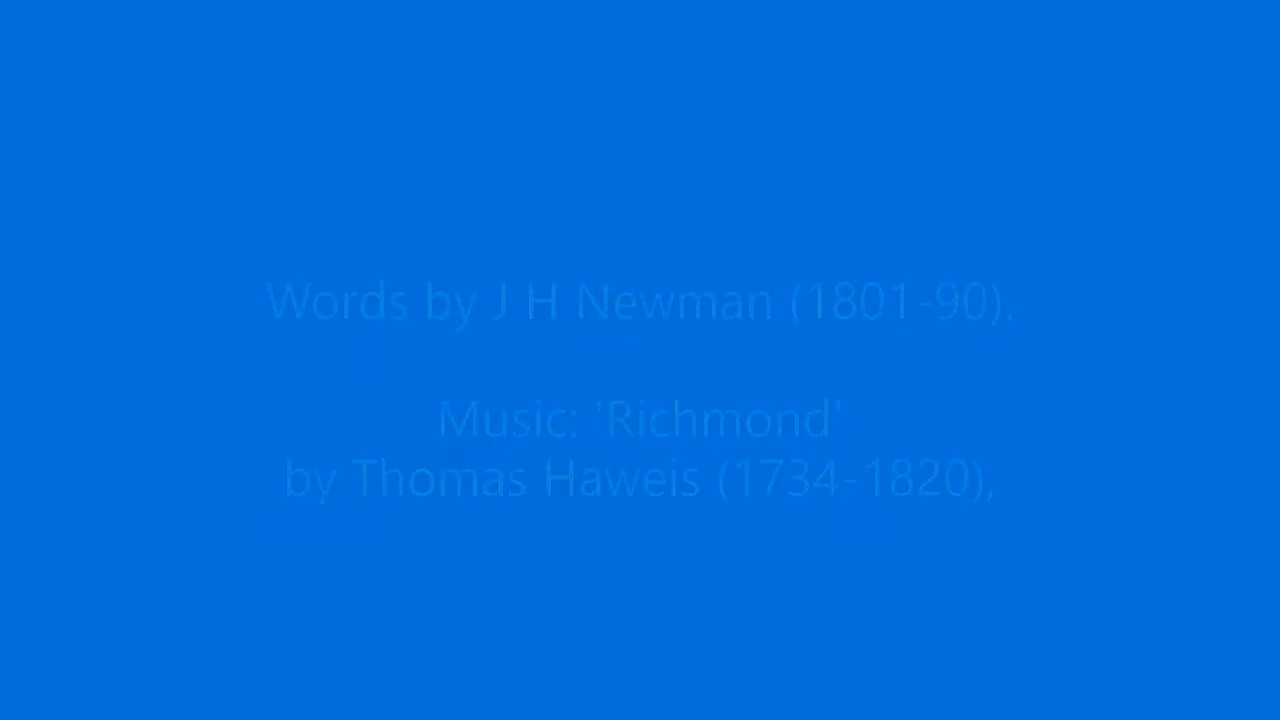 Words by J H Newman (1801-90).
Music: 'Richmond'
by Thomas Haweis (1734-1820),